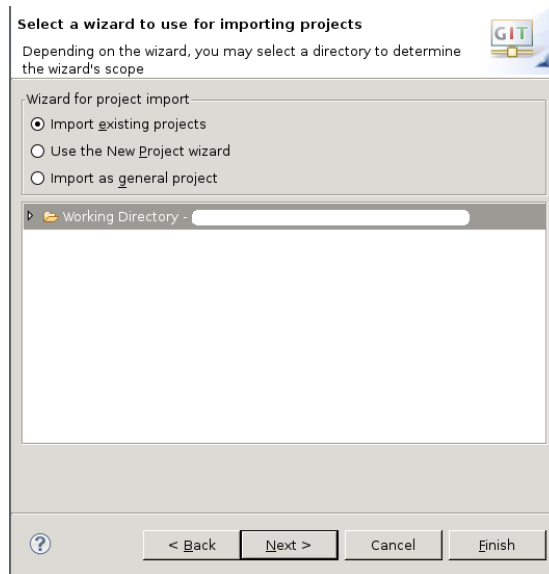 Select a wizard to use for importing projects
Depending on the wizard, you may select a directory to determine
the wizard's scope
GIT
Wizard for project import
Import existing projects
Use the New Project wizard
Import as general project
Working Directory -
?
< Back
Next >
Cancel
Finish